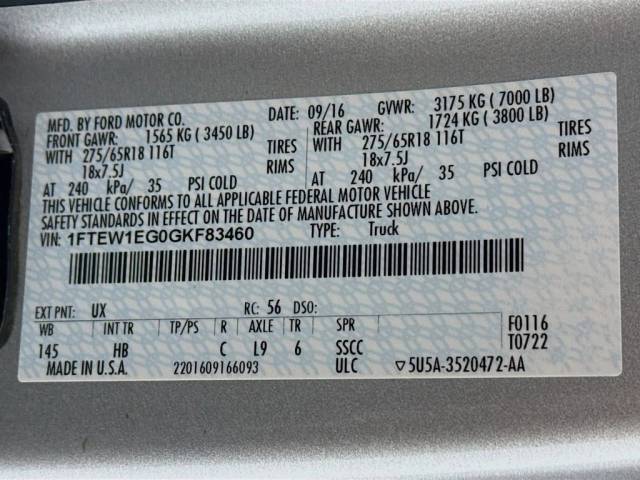 MFD. BY FORD MOTOR CO. DATE: 09/16 GVWR: 3175 KG ( 7000 LB)
FRONT GAWR: 1565 KG ( 3450 LB) REAR GAWR: 1724 KG ( 3800 LB)
WITH 275/65R18 116T TIRES WITH 275/65R18 116T TIRES
18x7.5J RIMS 18x7.5J RIMS
AT 240 kPa/ 35 PSI COLD AT 240 kPa/ 35 PSI COLD
THIS VEHICLE CONFORMS TO ALL APPLICABLE FEDERAL MOTOR VEHICLE
SAFETY STANDARDS IN EFFECT ON THE DATE OF MANUFACTURE SHOWN ABOVE.
VIN: 1FTEW1EG0GKF83460 TYPE: Truck
EXT PNT: UX RC: 56 DSO:
WB INT TR TP/PS R AXLE TR SPR F0116
145 HB C L9 6 SSCC T0722
MADE IN U.S.A. 2201609166093 ULC 5U5A-3520472-AA